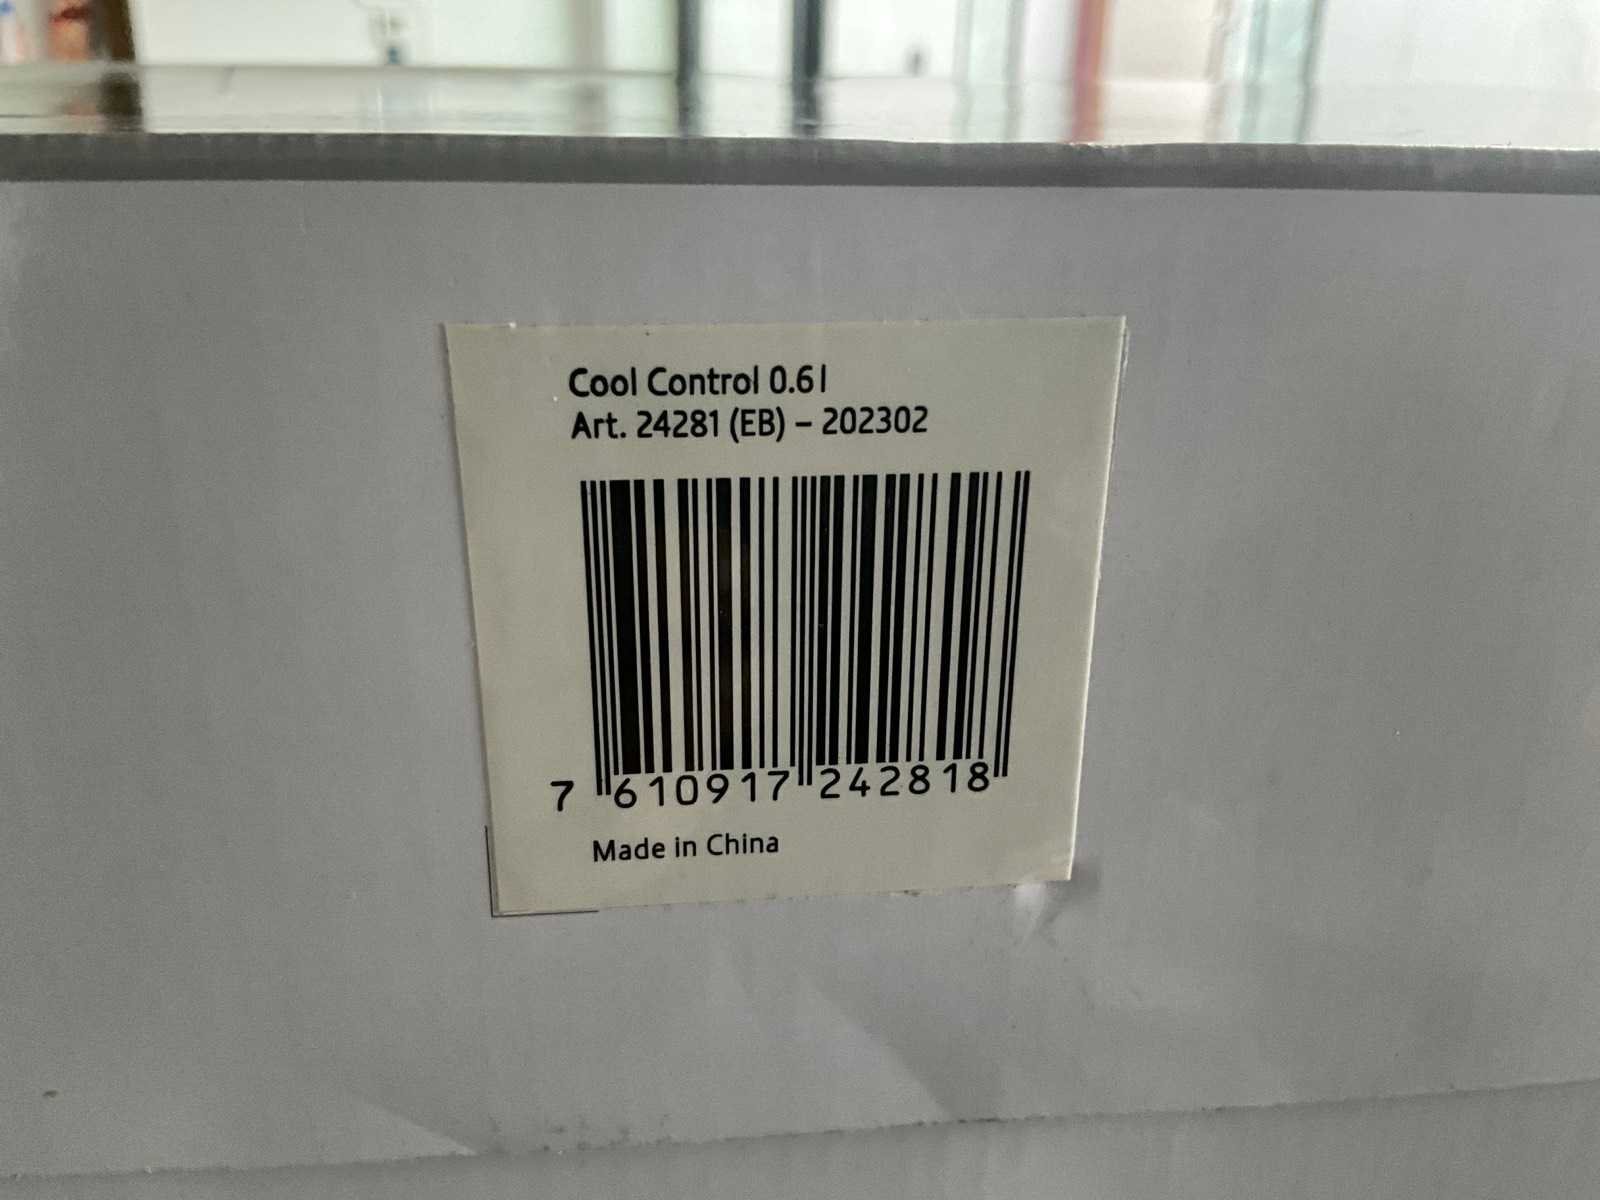 Cool Control 0.6l
Art. 24281 (EB) – 202302
7 610917 242818
Made in China